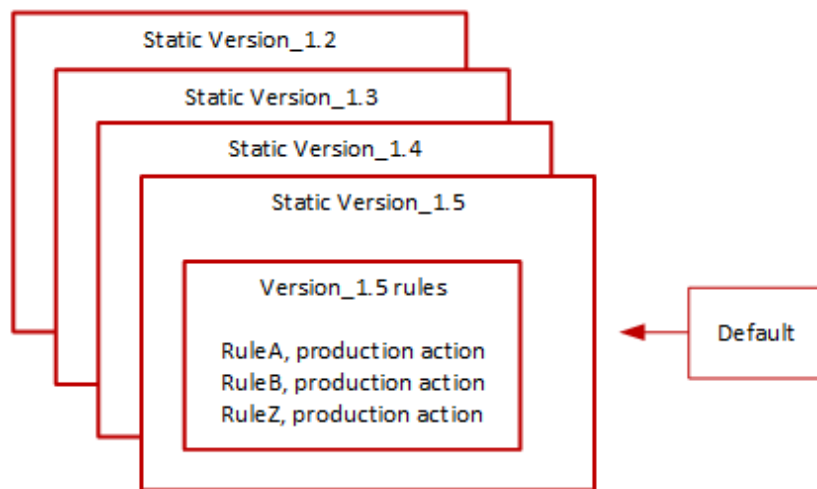 Static Version_1.2
Static Version_1.3
Static Version_1.4
Static Version_1.5
Version_1.5 rules
RuleA, production action
RuleB, production action
RuleZ, production action
Default